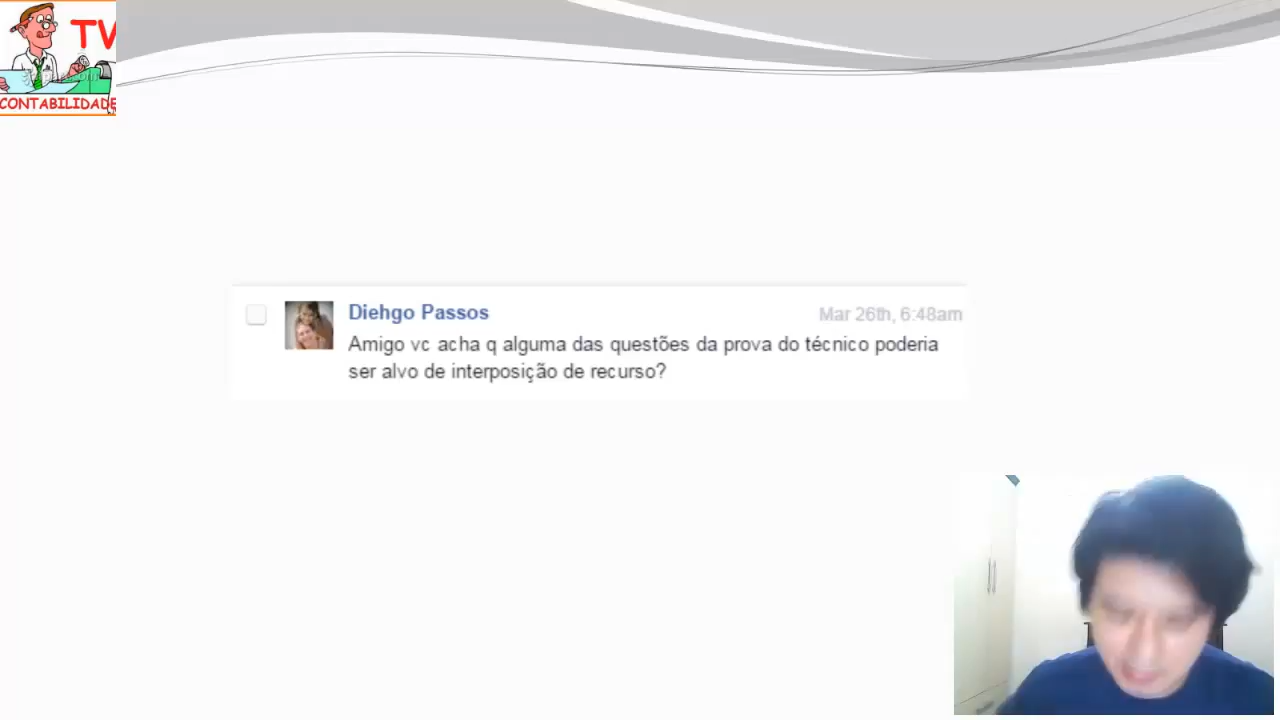 TV
CONTABILIDADE
Diehgo Passos
Mar 26th, 6:48am
Amigo vc acha q alguma das questões da prova do técnico poderia
ser alvo de interposição de recurso?